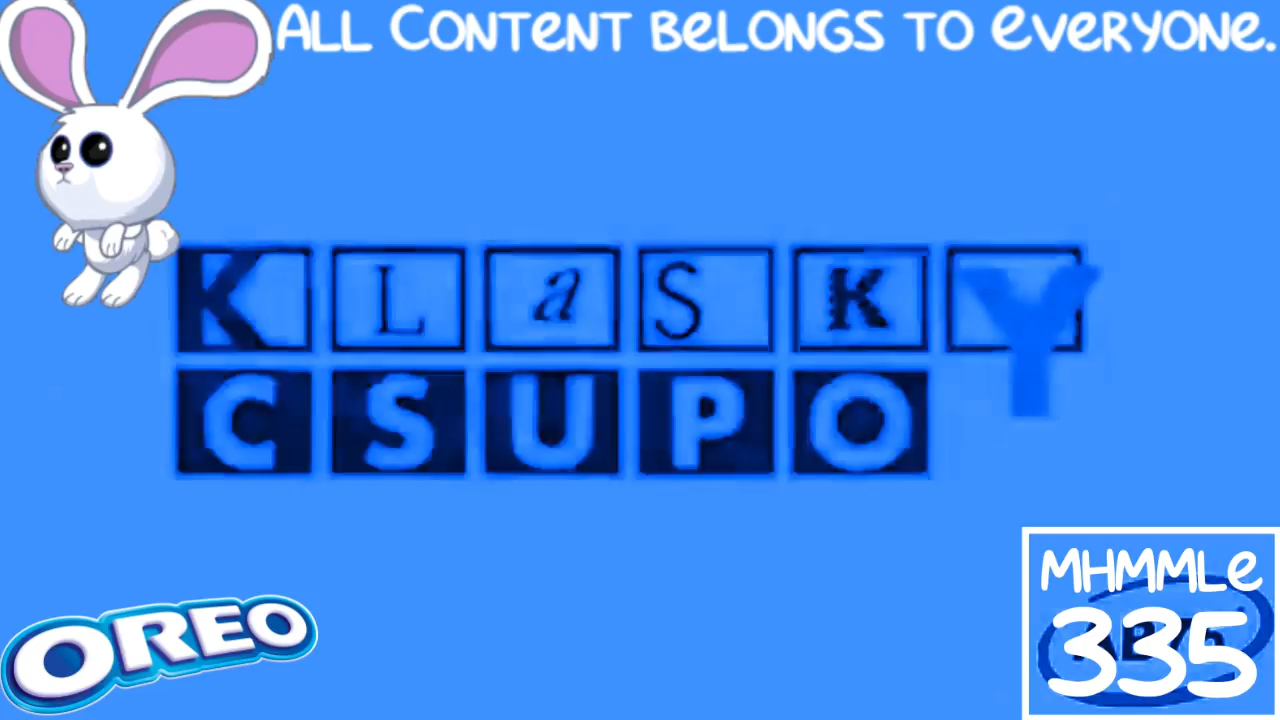 ALL CONTENT BELONGS TO EVERYONE.
KLaSKY
CSUPO
OREO
MHMMLe
335